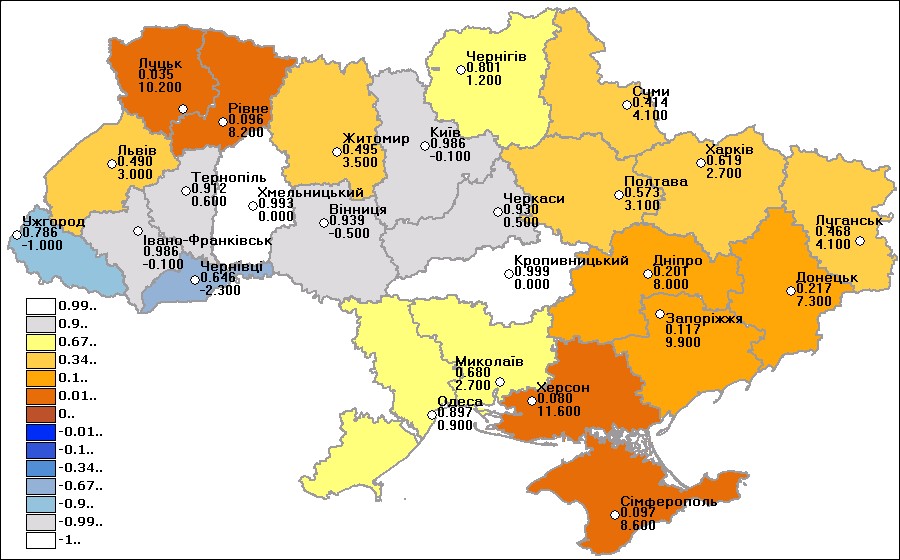 Луцьк
0.035
10.200
Рівне
0.096
8.200
Житомир
0.495
3.500
Київ
0.986
-0.100
Чернігів
0.801
1.200
Суми
0.414
4.100
Львів
0.490
3.000
Тернопіль
0.912
0.600
Хмельницький
0.993
0.000
Вінниця
0.939
-0.500
Черкаси
0.930
0.500
Полтава
0.573
3.100
Харків
0.619
2.700
Луганськ
0.468
4.100
Ужгород
0.786
-1.000
Івано-Франківськ
0.986
-0.100
Чернівці
0.646
-2.300
Кропивницький
0.999
0.000
Дніпро
0.201
8.000
Донецьк
0.217
7.300
Запоріжжя
0.117
9.900
Миколаїв
0.680
2.700
Одеса
0.897
0.900
Херсон
0.080
11.600
Сімферополь
0.097
8.600
0.99..
0.9..
0.67..
0.34..
0.1..
0.01..
0..
-0.01..
-0.1..
-0.34..
-0.67..
-0.9..
-0.99..
-1..